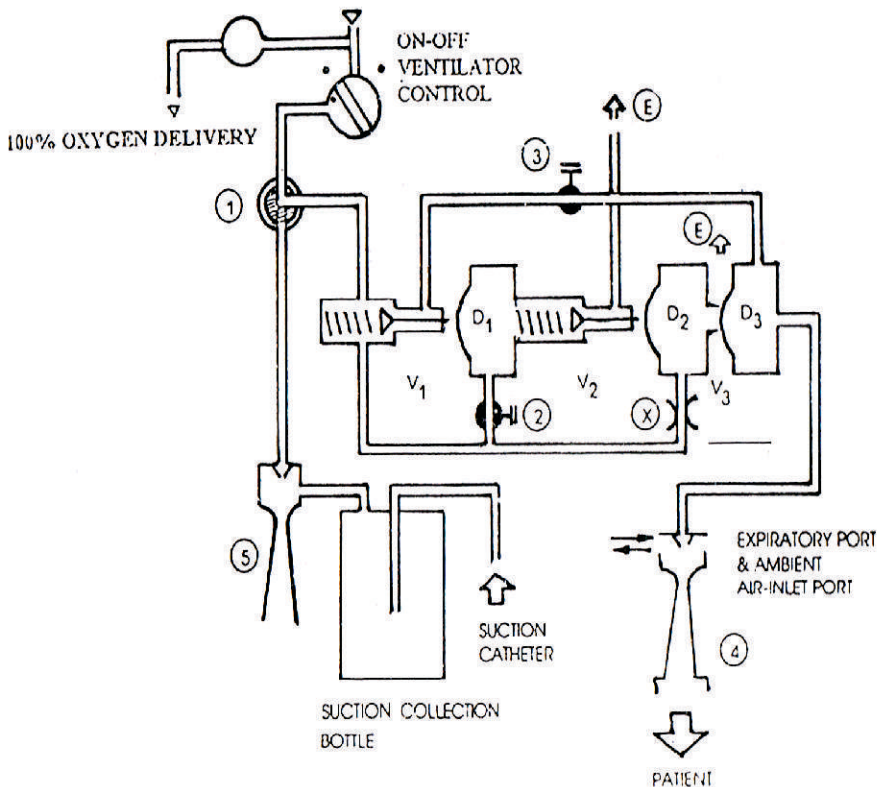 ON-OFF
VENTILATOR
CONTROL
100% OXYGEN DELIVERY
E
3
1
E
D1
D2
D3
V1
V2
V3
2
X
5
EXPIRATORY PORT
& AMBIENT
AIR-INLET PORT
SUCTION
CATHETER
4
SUCTION COLLECTION
BOTTLE
PATIENT